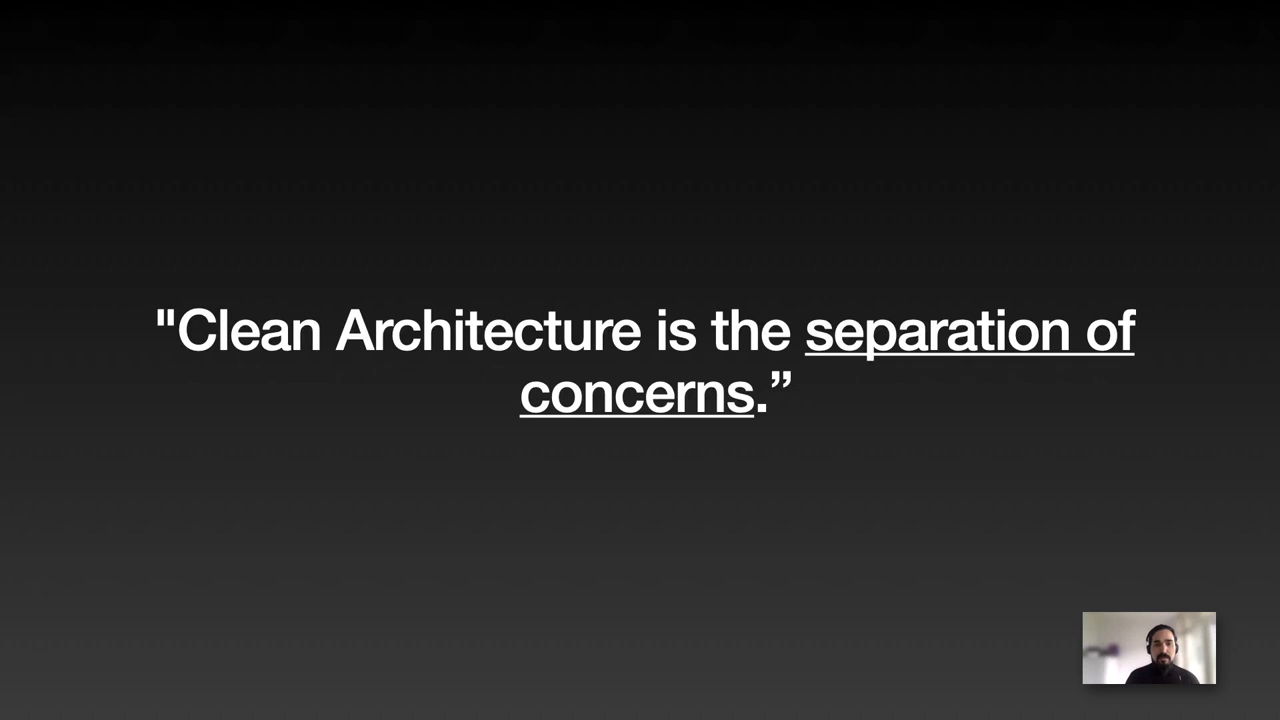 "Clean Architecture is the separation of
concerns.”